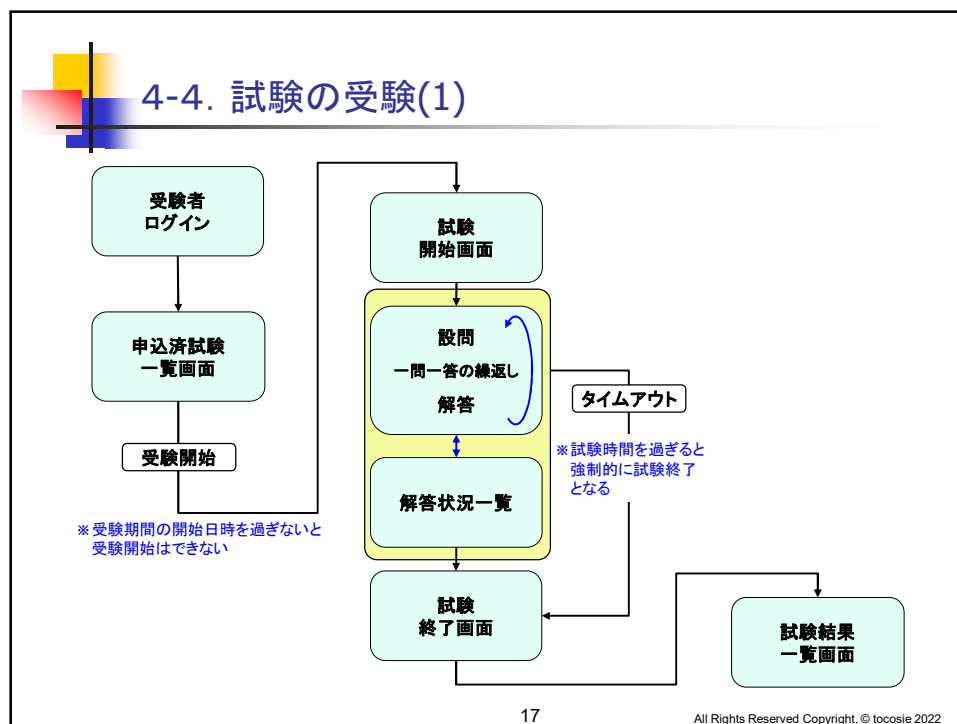 4-4. 試験の受験(1)
受験者
ログイン
申込済試験
一覧画面
受験開始
※受験期間の開始日時を過ぎないと
受験開始はできない
試験
開始画面
設問
一問一答の繰返し
解答
解答状況一覧
タイムアウト
※試験時間を過ぎると
強制的に試験終了
となる
試験
終了画面
試験結果
一覧画面
17
All Rights Reserved Copyright, © tocosie 2022